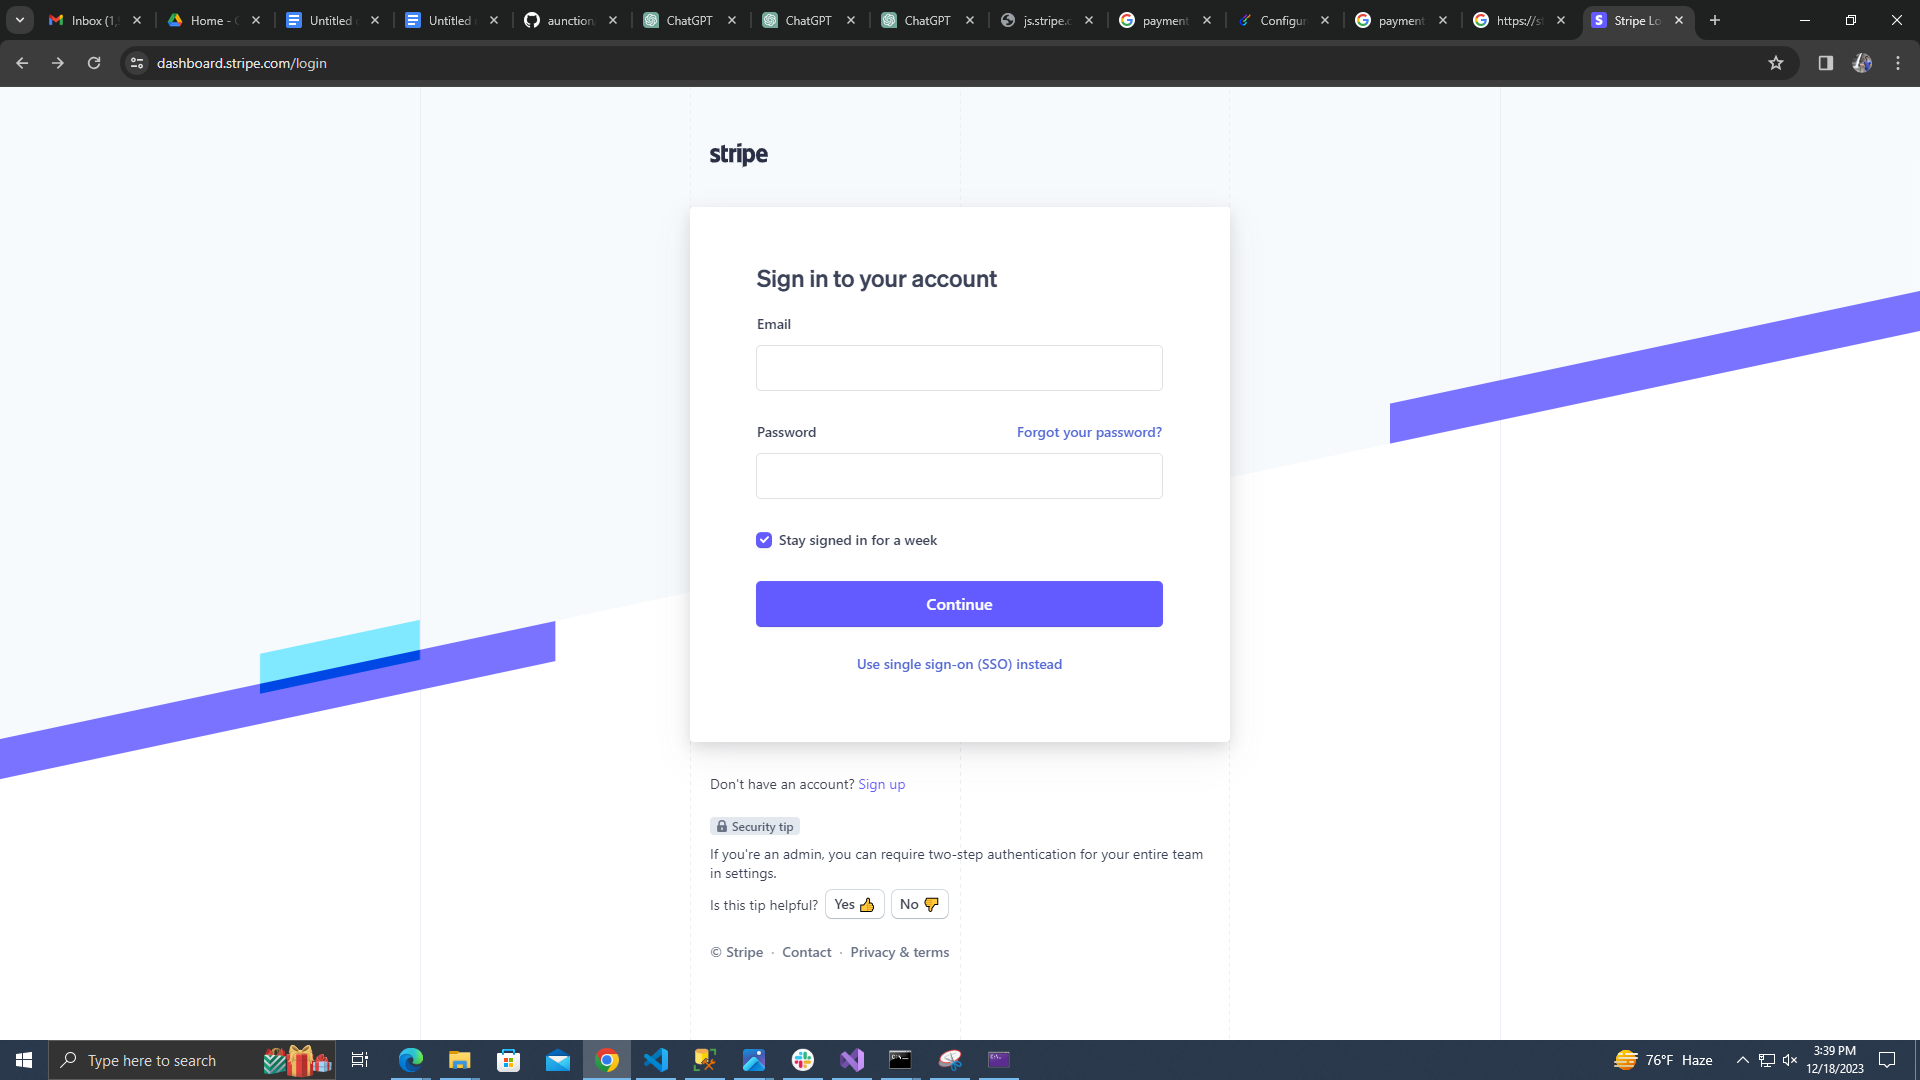 Inbox (1,
Home -
Untitled
Untitled
aunction
ChatGPT
ChatGPT
ChatGPT
js.stripe.c
payment
Configur
payment
https://st
Stripe Lo
dashboard.stripe.com/login
stripe
Sign in to your account
Email
Password
Forgot your password?
Stay signed in for a week
Continue
Use single sign-on (SSO) instead
Don't have an account? Sign up
Security tip
If you're an admin, you can require two-step authentication for your entire team
in settings.
Is this tip helpful? Yes 👍 No 👎
© Stripe · Contact · Privacy & terms
Type here to search
76°F Haze
3:39 PM
12/18/2023